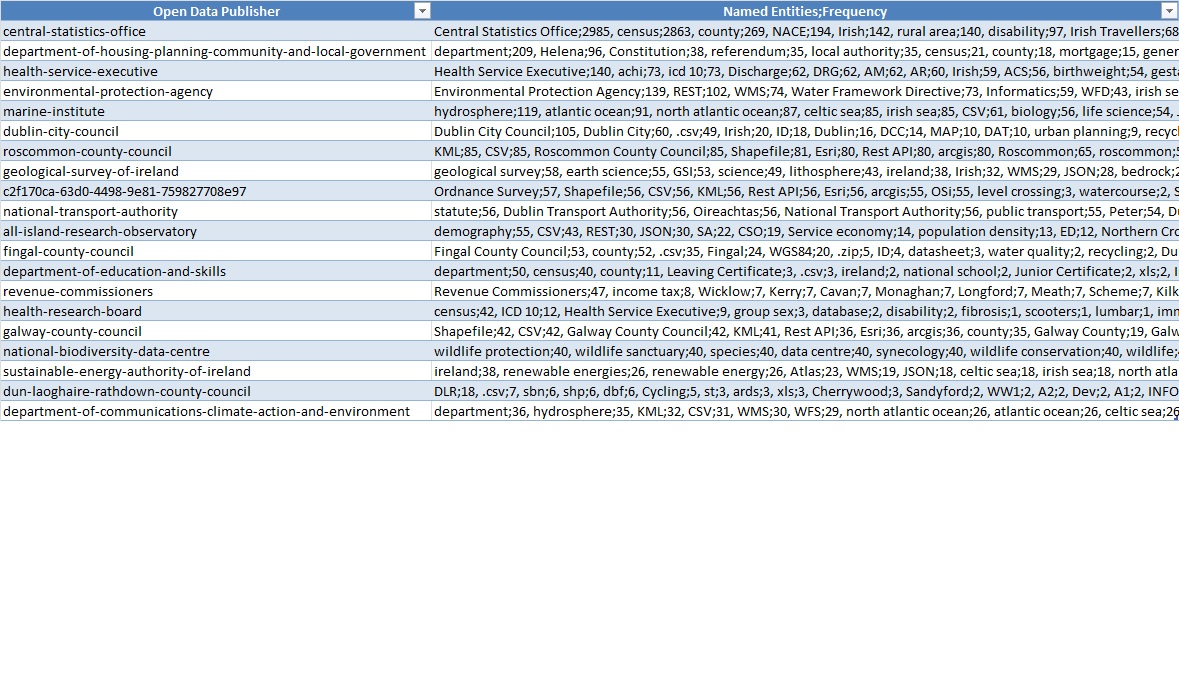 Open Data Publisher Named Entities;Frequency
central-statistics-office Central Statistics Office;2985, census;2863, county;269, NACE;194, Irish;142, rural area;140, disability;97, Irish Travellers;68
department-of-housing-planning-community-and-local-government department;209, Helena;96, Constitution;38, referendum;35, local authority;35, census;21, county;18, mortgage;15, gener
health-service-executive Health Service Executive;140, achi;73, icd 10;73, Discharge;62, DRG;62, AM;62, AR;60, Irish;59, ACS;56, birthweight;54, gesta
environmental-protection-agency Environmental Protection Agency;139, REST;102, WMS;74, Water Framework Directive;73, Informatics;59, WFD;43, irish se
marine-institute hydrosphere;119, atlantic ocean;91, north atlantic ocean;87, celtic sea;85, irish sea;85, CSV;61, biology;56, life science;54,
dublin-city-council Dublin City Council;105, Dublin City;60, .csv;49, Irish;20, ID;18, Dublin;16, DCC;14, MAP;10, DAT;10, urban planning;9, recycl
roscommon-county-council KML;85, CSV;85, Roscommon County Council;85, Shapefile;81, Esri;80, Rest API;80, arcgis;80, Roscommon;65, roscommon;5
geological-survey-of-ireland geological survey;58, earth science;55, GSI;53, science;49, lithosphere;43, ireland;38, Irish;32, WMS;29, JSON;28, bedrock;2
c2f170ca-63d0-4498-9e81-759827708e97 Ordnance Survey;57, Shapefile;56, CSV;56, KML;56, Rest API;56, Esri;56, arcgis;55, OSi;55, level crossing;3, watercourse;2, S
national-transport-authority statute;56, Dublin Transport Authority;56, Oireachtas;56, National Transport Authority;56, public transport;55, Peter;54, Du
all-island-research-observatory demography;55, CSV;43, REST;30, JSON;30, SA;22, CSO;19, Service economy;14, population density;13, ED;12, Northern Cro
fingal-county-council Fingal County Council;53, county;52, .csv;35, Fingal;24, WGS84;20, .zip;5, ID;4, datasheet;3, water quality;2, recycling;2, Du
department-of-education-and-skills department;50, census;40, county;11, Leaving Certificate;3, .csv;3, ireland;2, national school;2, Junior Certificate;2, xls;2, I
revenue-commissioners Revenue Commissioners;47, income tax;8, Wicklow;7, Kerry;7, Cavan;7, Monaghan;7, Longford;7, Meath;7, Scheme;7, Kilk
health-research-board census;42, ICD 10;12, Health Service Executive;9, group sex;3, database;2, disability;2, fibrosis;1, scooters;1, lumbar;1, imm
galway-county-council Shapefile;42, CSV;42, Galway County Council;42, KML;41, Rest API;36, Esri;36, arcgis;36, county;35, Galway County;19, Galw
national-biodiversity-data-centre wildlife protection;40, wildlife sanctuary;40, species;40, data centre;40, synecology;40, wildlife conservation;40, wildlife;
sustainable-energy-authority-of-ireland ireland;38, renewable energies;26, renewable energy;26, Atlas;23, WMS;19, JSON;18, celtic sea;18, irish sea;18, north atla
dun-laoghaire-rathdown-county-council DLR;18, .csv;7, sbn;6, shp;6, dbf;6, Cycling;5, st;3, ards;3, xls;3, Cherrywood;3, Sandyford;2, WW1;2, A2;2, Dev;2, A1;2, INFO
department-of-communications-climate-action-and-environment department;36, hydrosphere;35, KML;32, CSV;31, WMS;30, WFS;29, north atlantic ocean;26, atlantic ocean;26, celtic sea;26